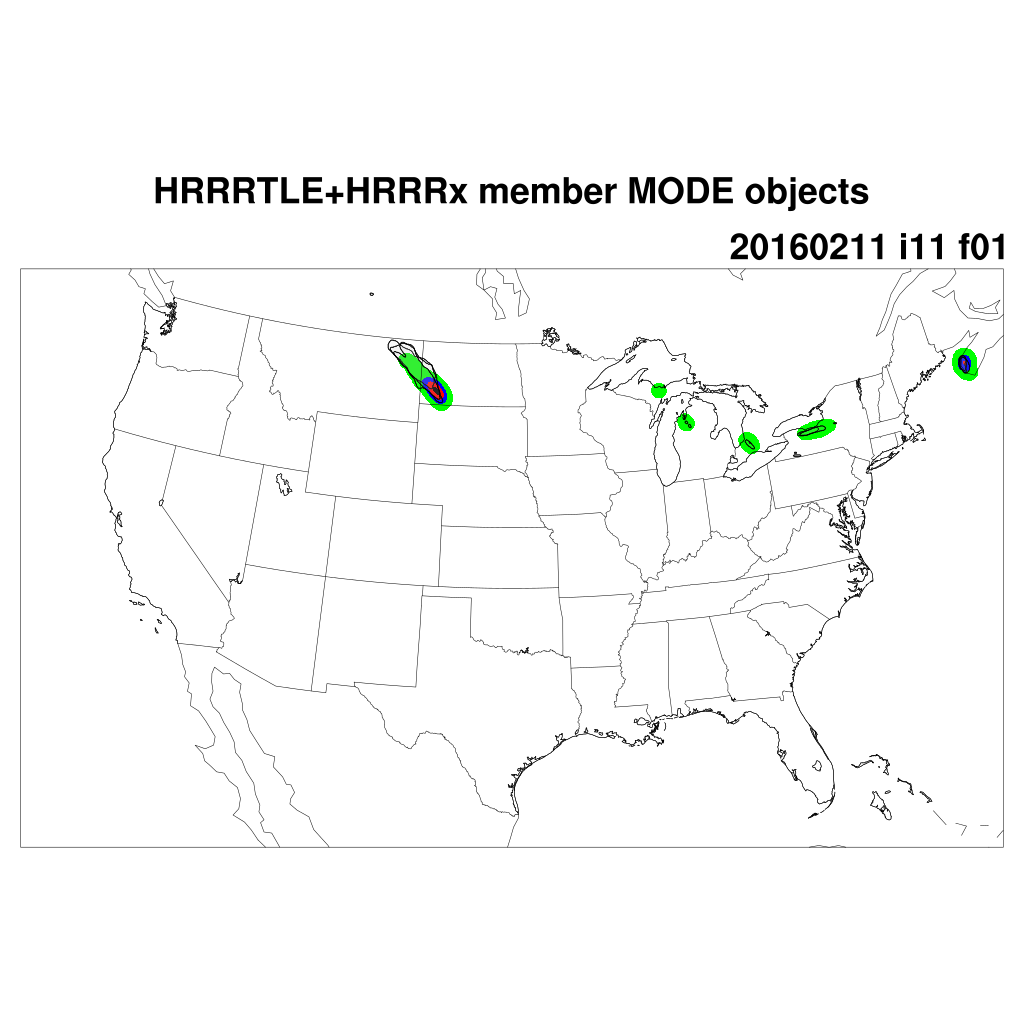 HRRRTLE+HRRRx member MODE objects
20160211 i11 f01